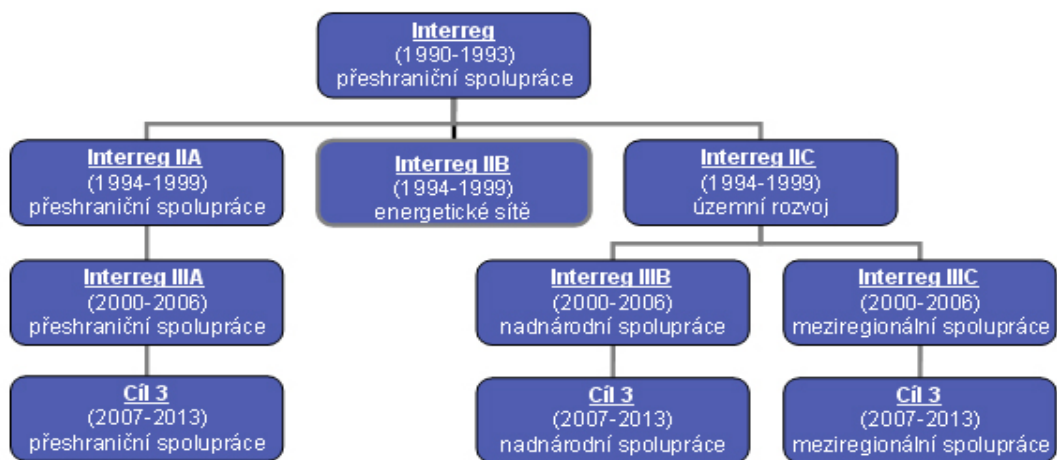 Interreg
(1990-1993)
přeshraniční spolupráce
Interreg IIA
(1994-1999)
přeshraniční spolupráce
Interreg IIB
(1994-1999)
energetické sítě
Interreg IIC
(1994-1999)
územní rozvoj
Interreg IIIA
(2000-2006)
přeshraniční spolupráce
Interreg IIIB
(2000-2006)
nadnárodní spolupráce
Interreg IIIC
(2000-2006)
meziregionální spolupráce
Cíl 3
(2007-2013)
přeshraniční spolupráce
Cíl 3
(2007-2013)
nadnárodní spolupráce
Cíl 3
(2007-2013)
meziregionální spolupráce